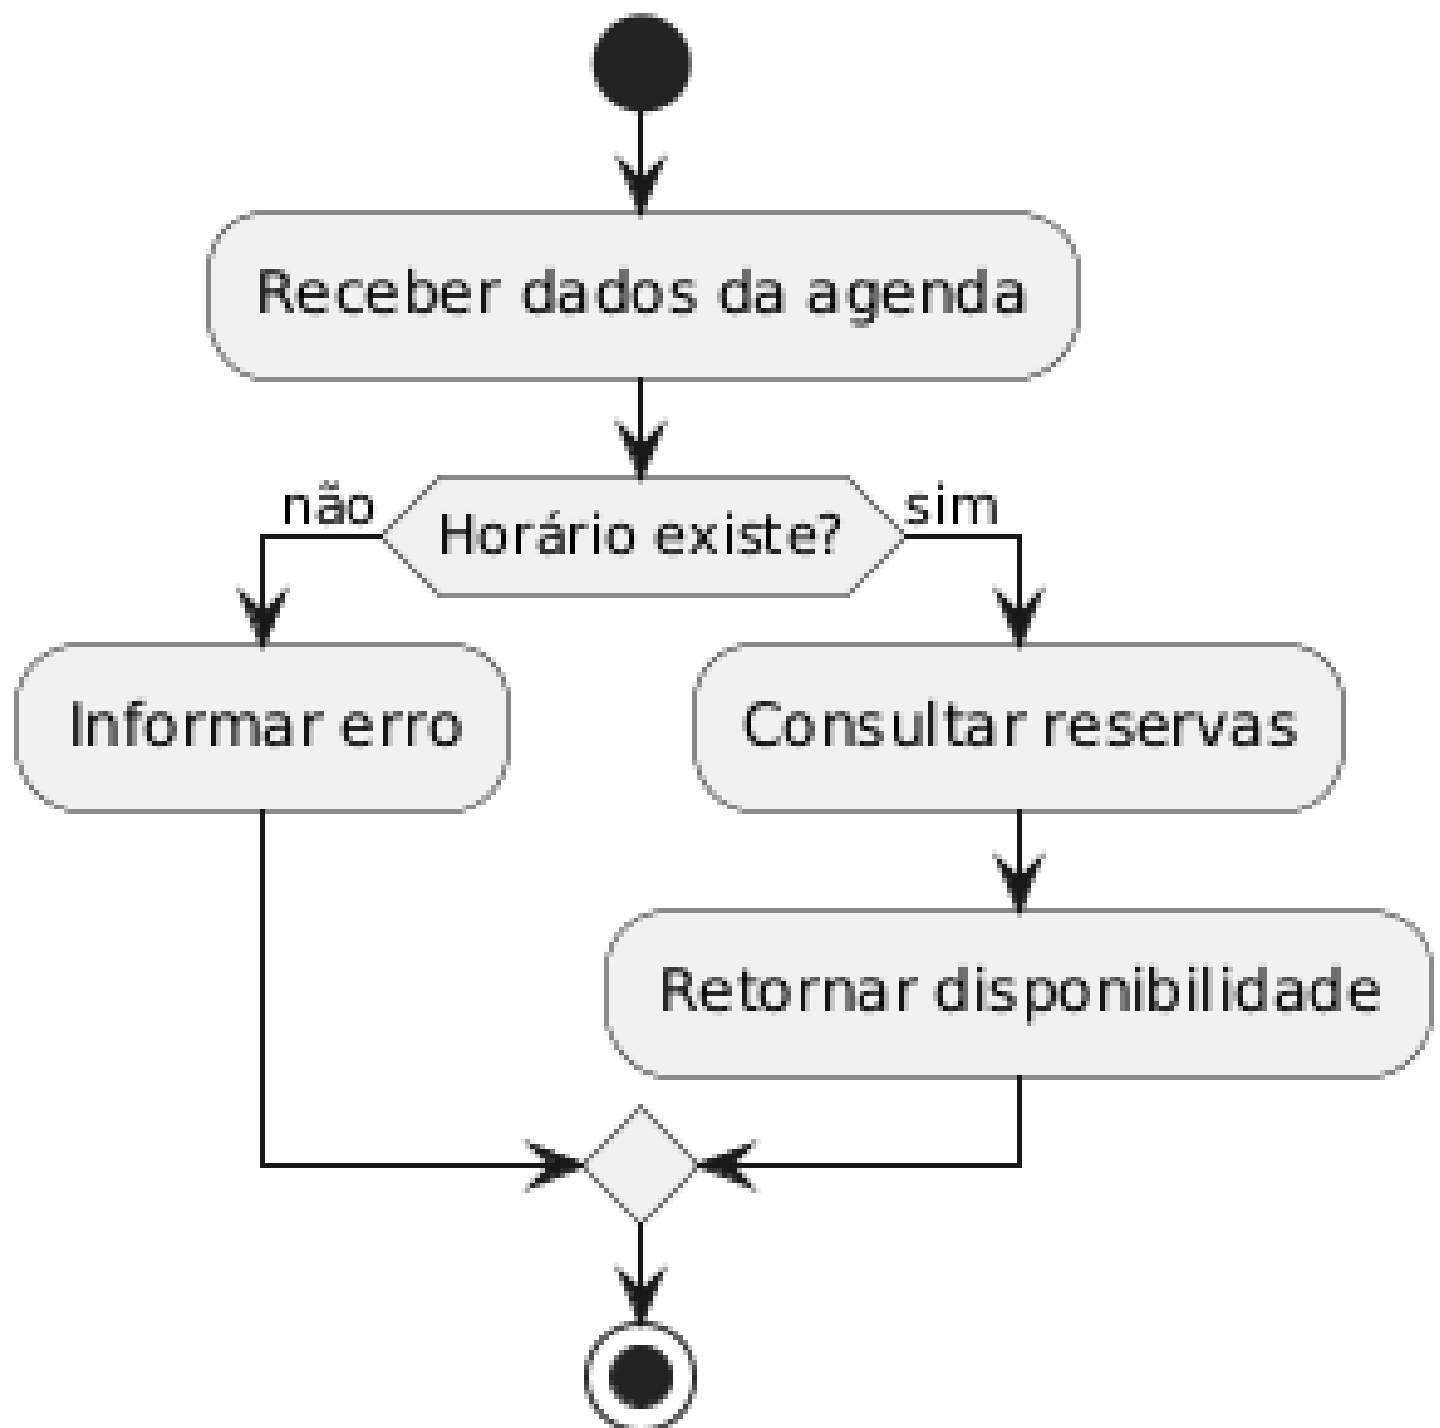 Receber dados da agenda
não
Horário existe?
sim
Informar erro
Consultar reservas
Retornar disponibilidade